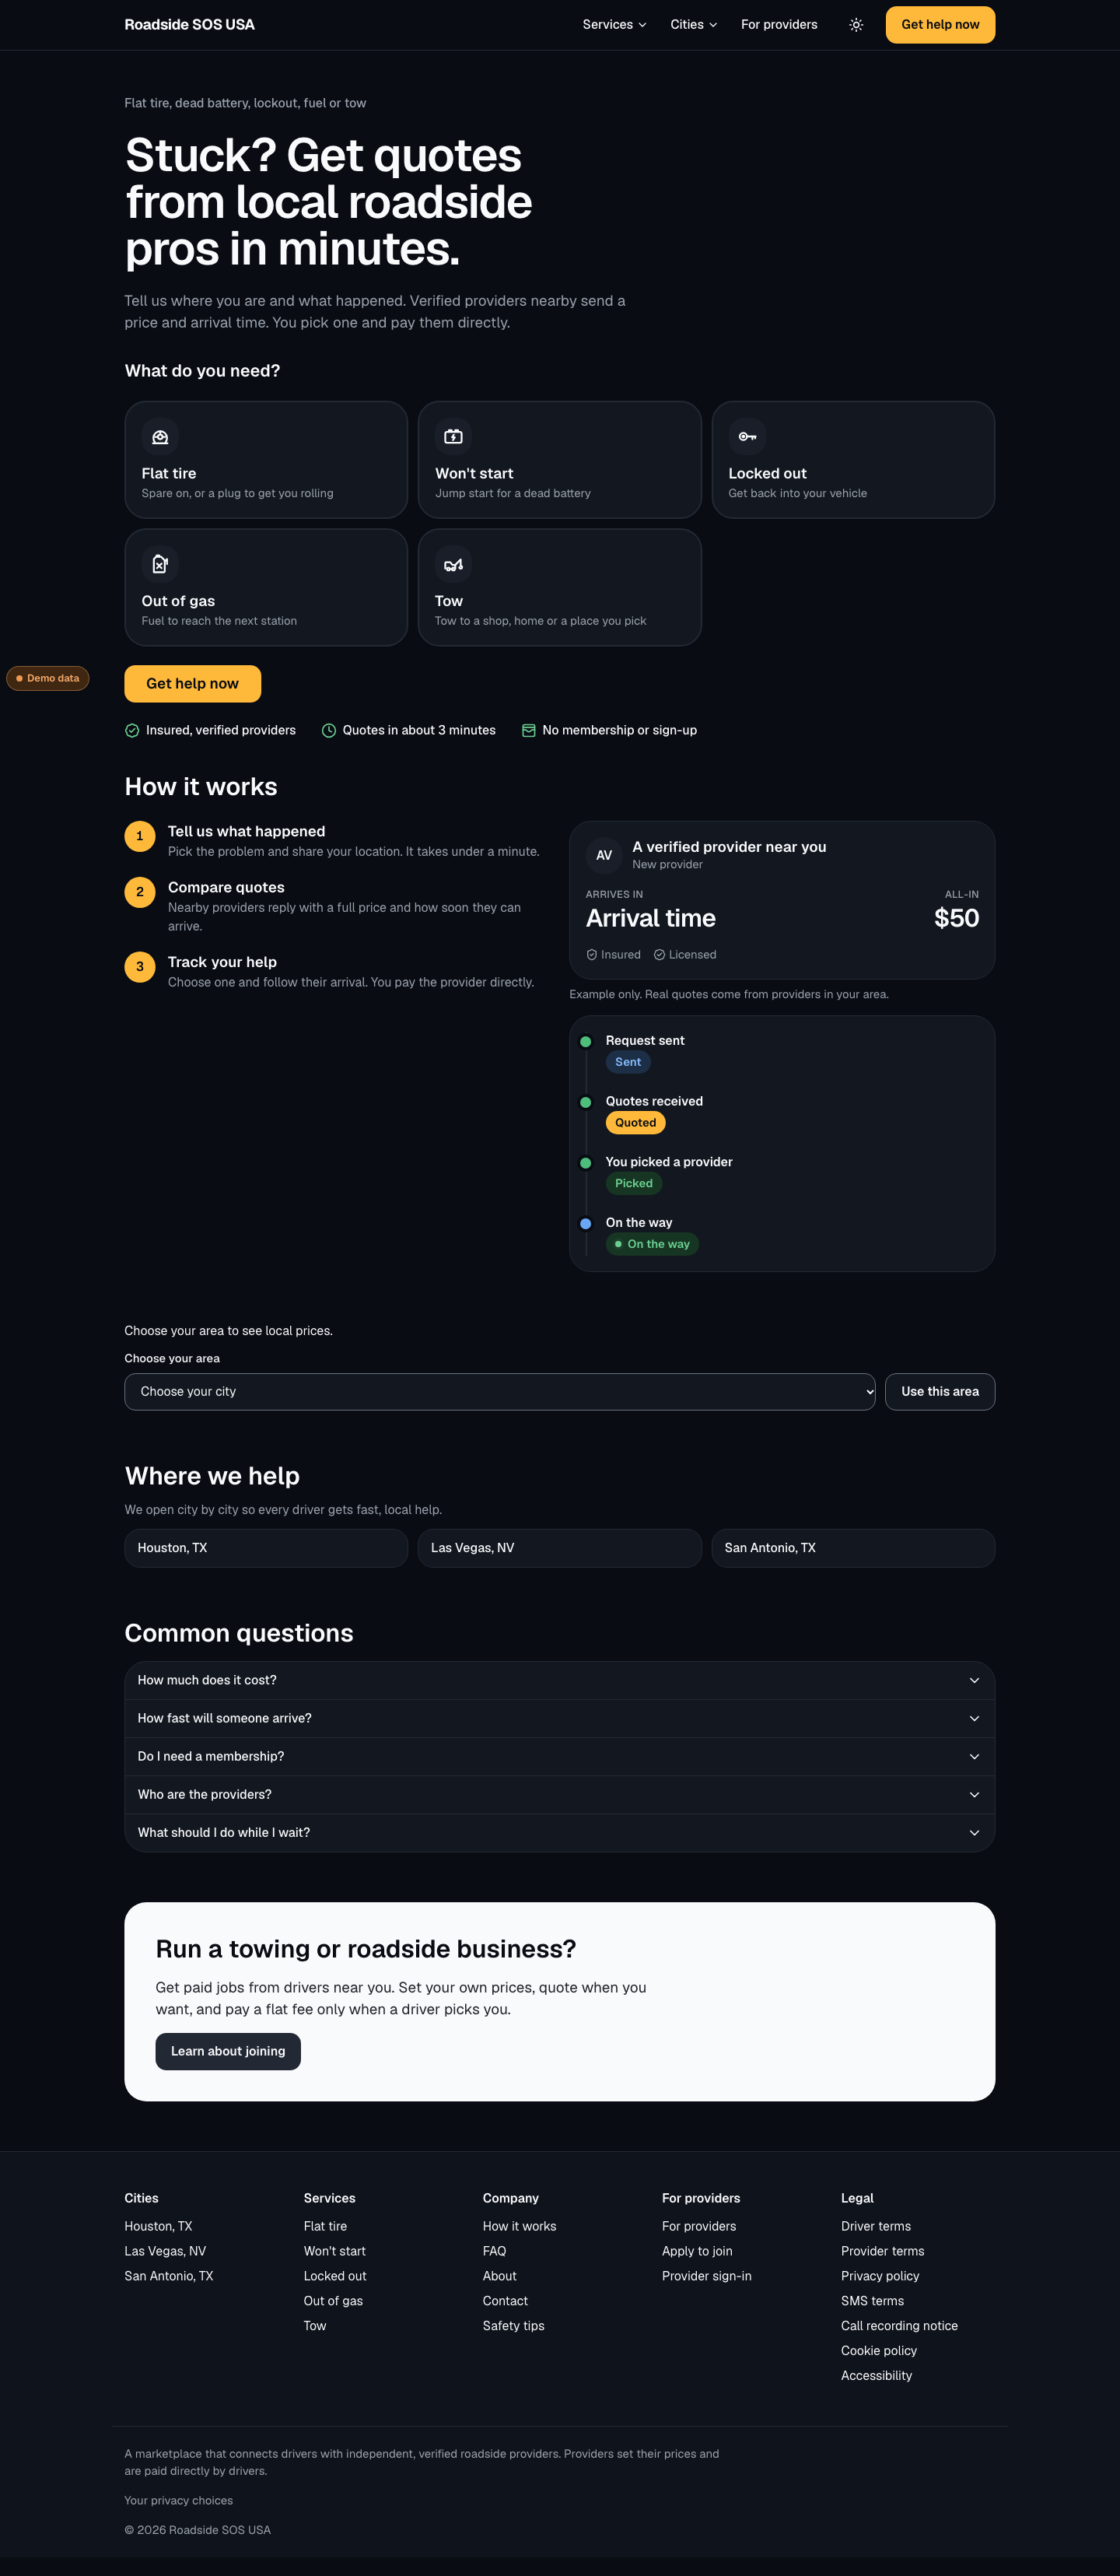 Roadside SOS USA
Services
Cities
For providers
Get help now
Flat tire, dead battery, lockout, fuel or tow
Stuck? Get quotes
from local roadside
pros in minutes.
Tell us where you are and what happened. Verified providers nearby send a
price and arrival time. You pick one and pay them directly.
What do you need?
Flat tire
Spare on, or a plug to get you rolling
Won't start
Jump start for a dead battery
Locked out
Get back into your vehicle
Out of gas
Fuel to reach the next station
Tow
Tow to a shop, home or a place you pick
Demo data
Get help now
Insured, verified providers
Quotes in about 3 minutes
No membership or sign-up
How it works
1
Tell us what happened
Pick the problem and share your location. It takes under a minute.
2
Compare quotes
Nearby providers reply with a full price and how soon they can
arrive.
3
Track your help
Choose one and follow their arrival. You pay the provider directly.
AV
A verified provider near you
New provider
ARRIVES IN
ALL-IN
Arrival time
$50
Insured
Licensed
Example only. Real quotes come from providers in your area.
Request sent
Sent
Quotes received
Quoted
You picked a provider
Picked
On the way
On the way
Choose your area to see local prices.
Choose your area
Choose your city
Use this area
Where we help
We open city by city so every driver gets fast, local help.
Houston, TX
Las Vegas, NV
San Antonio, TX
Common questions
How much does it cost?
How fast will someone arrive?
Do I need a membership?
Who are the providers?
What should I do while I wait?
Run a towing or roadside business?
Get paid jobs from drivers near you. Set your own prices, quote when you
want, and pay a flat fee only when a driver picks you.
Learn about joining
Cities
Houston, TX
Las Vegas, NV
San Antonio, TX
Services
Flat tire
Won't start
Locked out
Out of gas
Tow
Company
How it works
FAQ
About
Contact
Safety tips
For providers
For providers
Apply to join
Provider sign-in
Legal
Driver terms
Provider terms
Privacy policy
SMS terms
Call recording notice
Cookie policy
Accessibility
A marketplace that connects drivers with independent, verified roadside providers. Providers set their prices and
are paid directly by drivers.
Your privacy choices
© 2026 Roadside SOS USA